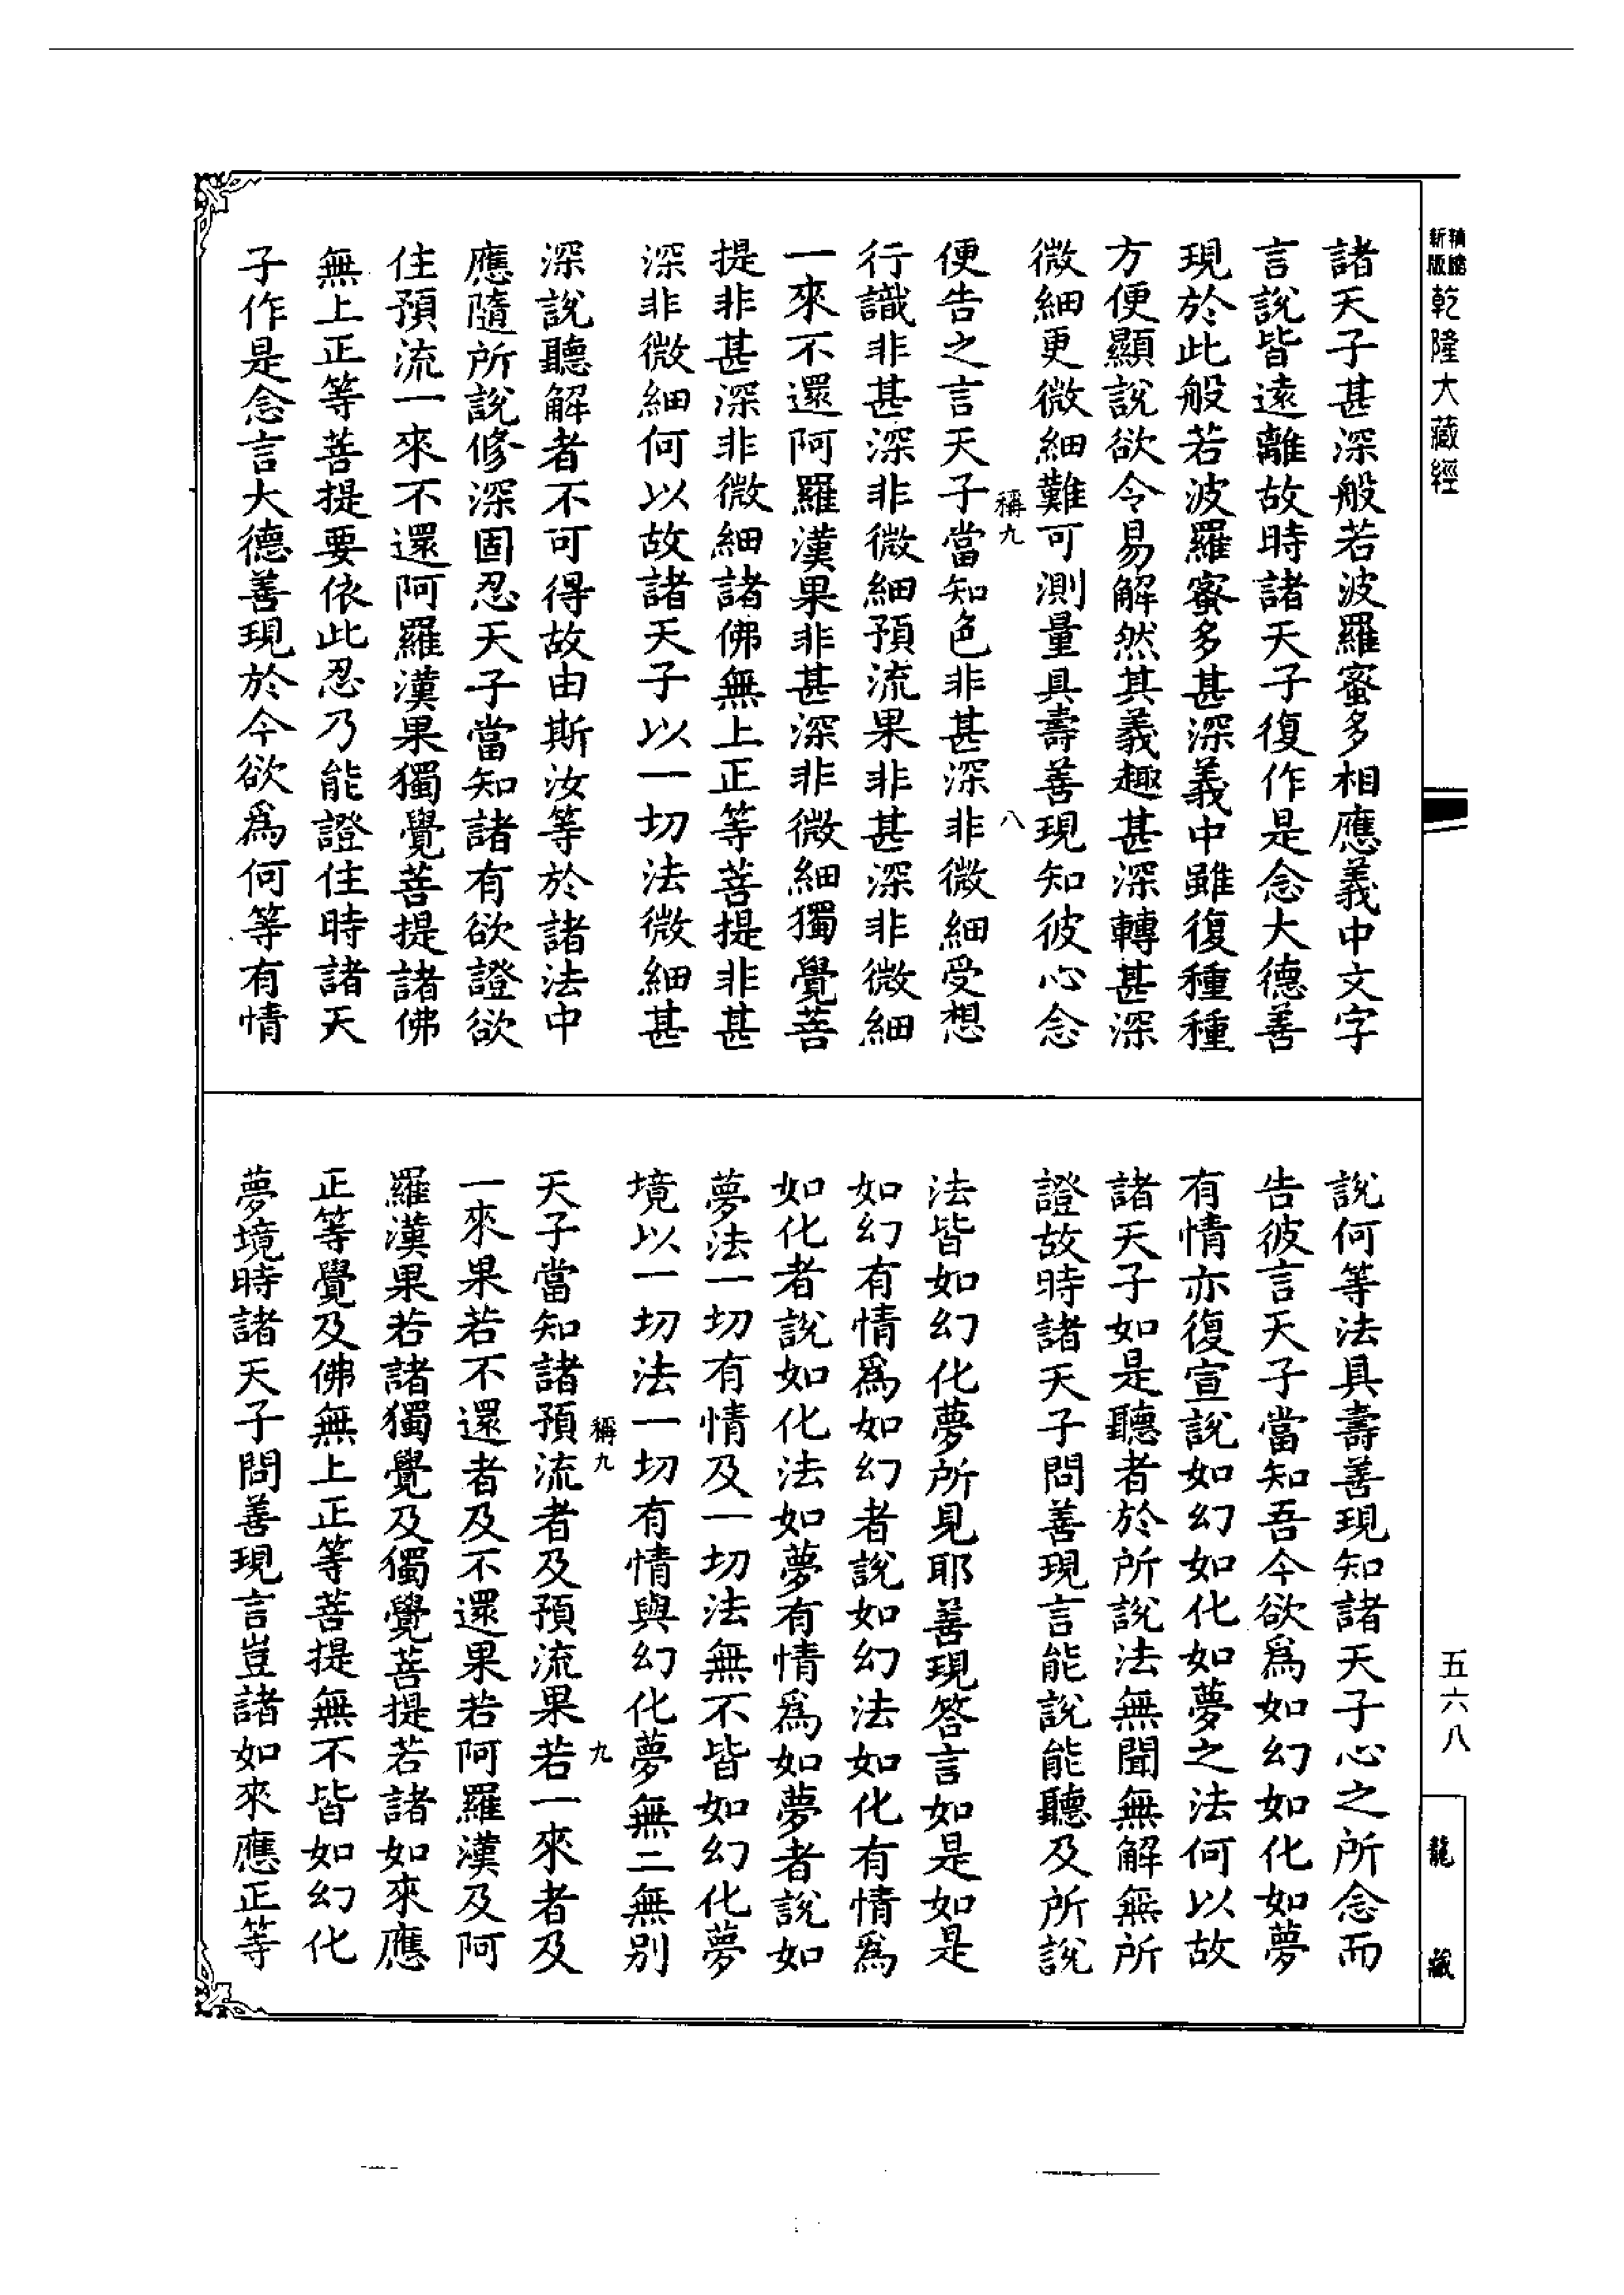 新版
乾隆大藏經
諸天子甚深般若波羅蜜多相應義中文字
言說皆遠離故時諸天子復作是念大德善
現於此般若波羅蜜多甚深義中雖復種種
方便顯說欲令易解然其義趣甚深轉甚深
微細更微細難可測量具壽善現知彼心念
稱九
八
便告之言天子當知色非甚深非微細受想
行識非甚深非微細預流果非甚深非微細
一來不還阿羅漢果非甚深非微細獨覺菩
提非甚深非微細諸佛無上正等菩提非甚
深非微細何以故諸天子以一切法微細甚
深說聽解者不可得故由斯汝等於諸法中
應隨所說修深固忍天子當知諸有欲證欲
住預流一來不還阿羅漢果獨覺菩提諸佛
無上正等菩提要依此忍乃能證住時諸天
子作是念言大德善現於今欲爲何等有情
說何等法具壽善現知諸天子心之所念而
告彼言天子當知吾今欲爲如幻如化如夢
有情亦復宣說如幻如化如夢之法何以故
諸天子如是聽者於所說法無聞無解無所
證故時諸天子問善現言能說能聽及所說
法皆如幻化夢所見耶善現答言如是如是
如幻有情爲如幻者說如幻法如化有情爲
如化者說如化法如夢有情爲如夢者說如
夢法一切有情及一切法無不皆如幻化夢
境以一切法一切有情與幻化夢無二無別
稱九
九
天子當知諸預流者及預流果若一來者及
一來果若不還者及不還果若阿羅漢及阿
羅漢果若諸獨覺及獨覺菩提若諸如來應
正等覺及佛無上正等菩提無不皆如幻化
夢境時諸天子問善現言豈諸如來應正等
五六八
龍藏